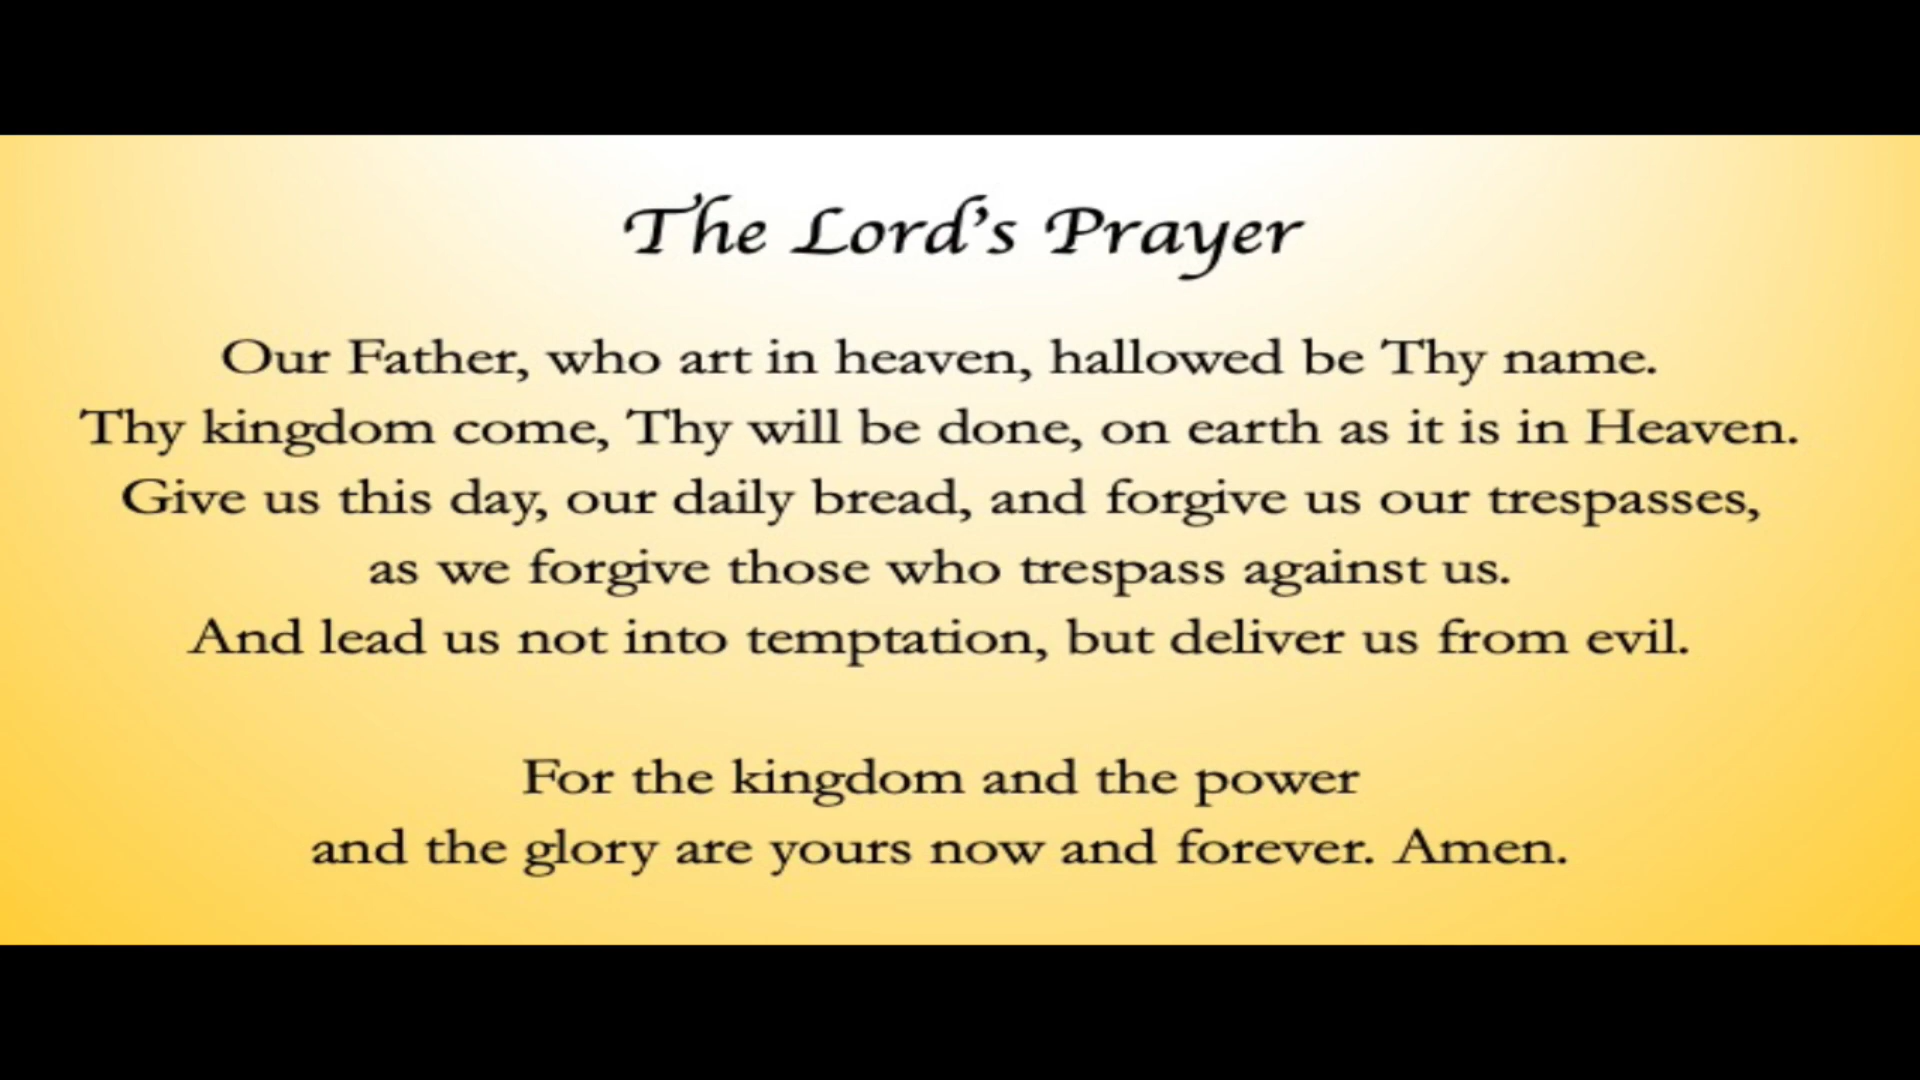 The Lord's Prayer
Our Father, who art in heaven, hallowed be Thy name.
Thy kingdom come, Thy will be done, on earth as it is in Heaven.
Give us this day, our daily bread, and forgive us our trespasses,
as we forgive those who trespass against us.
And lead us not into temptation, but deliver us from evil.
For the kingdom and the power
and the glory are yours now and forever. Amen.